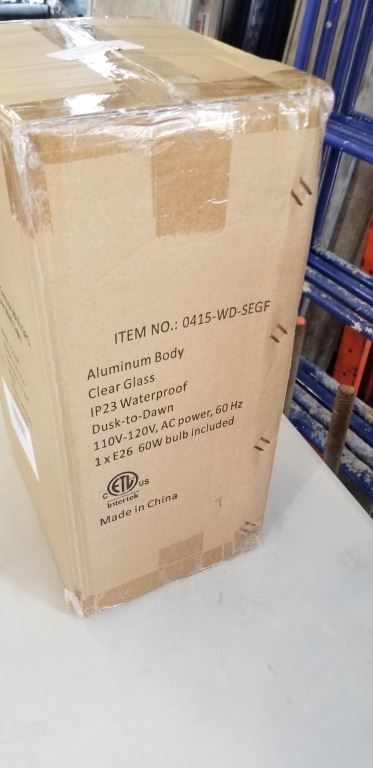 ITEM NO.: 0415-WD-SEGF
Aluminum Body
Clear Glass
IP23 Waterproof
Dusk-to-Dawn
110V-120V, AC power, 60 Hz
1 x E26 60W bulb included
C ETL US
Intertek
Made in China